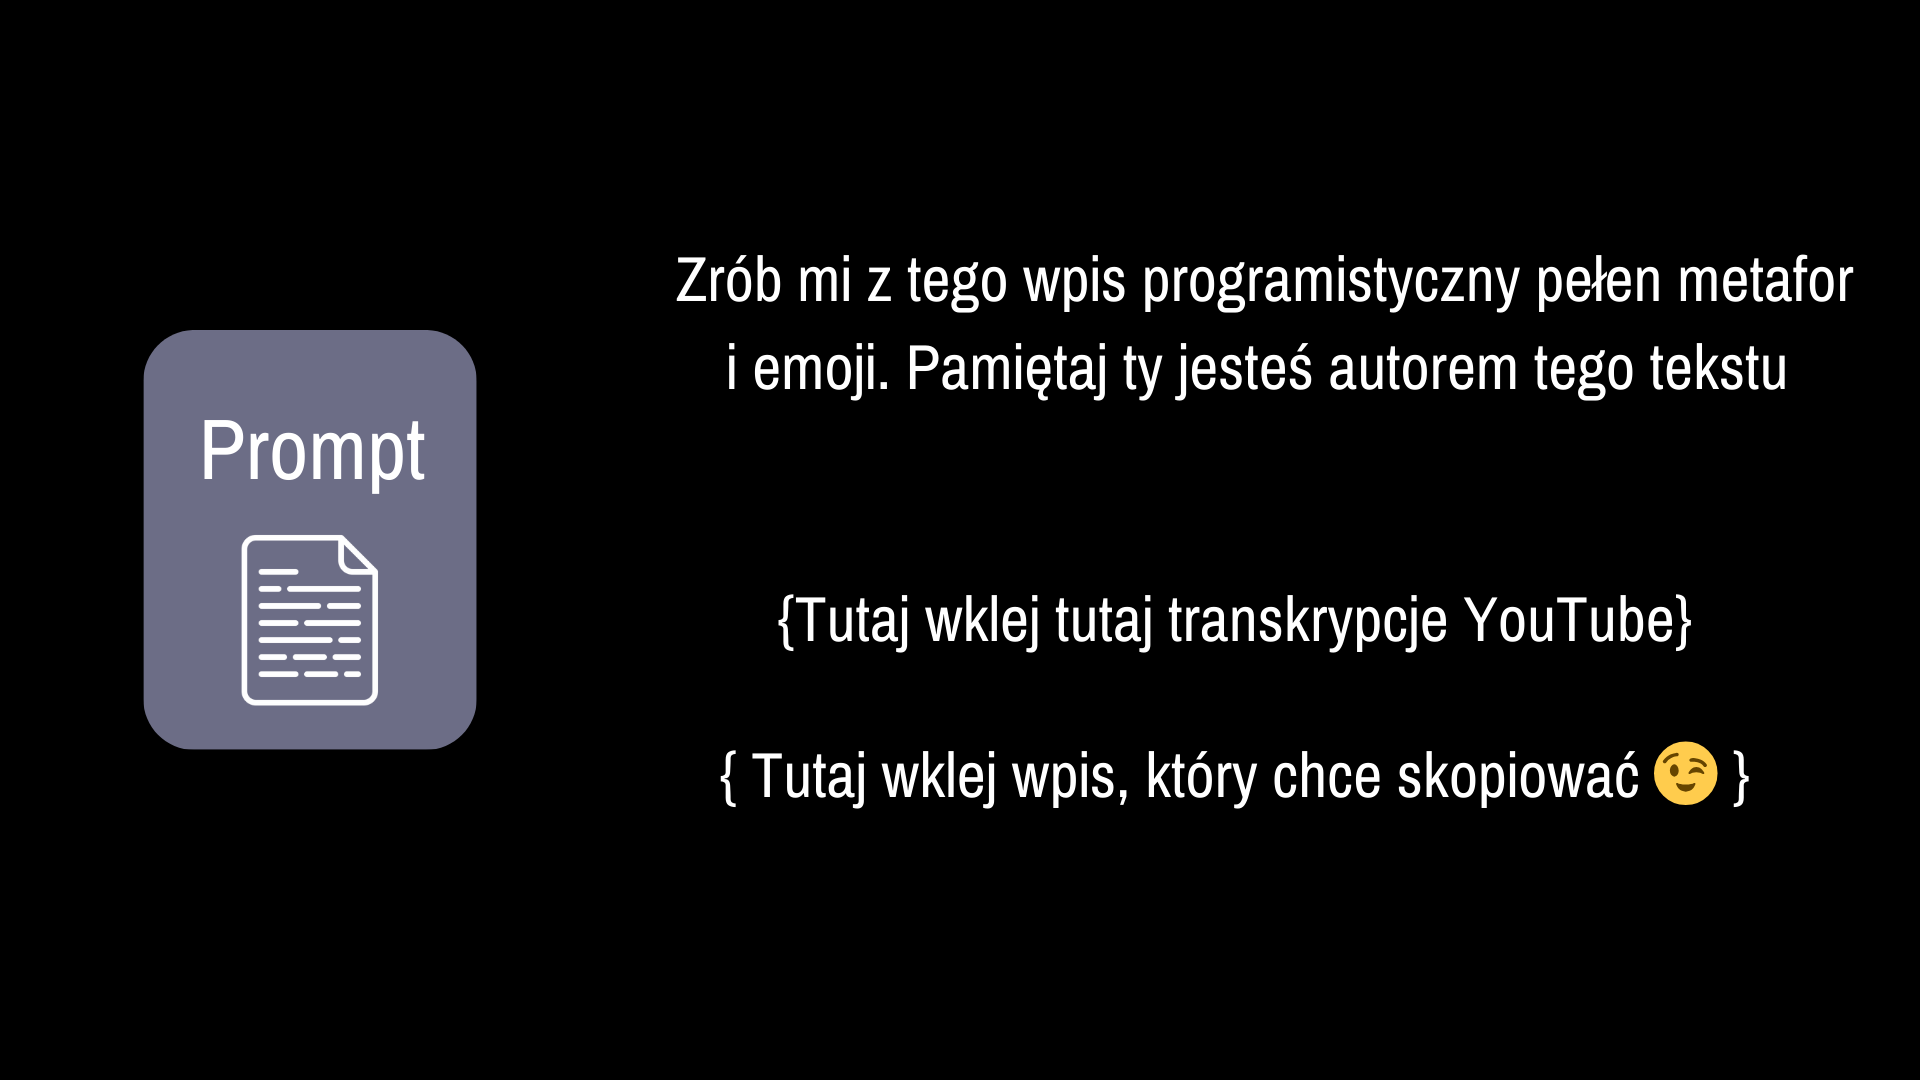 Prompt
Zrób mi z tego wpis programistyczny pełen metafor
i emoji. Pamiętaj ty jesteś autorem tego tekstu
{Tutaj wklej tutaj transkrypcje YouTube}
{ Tutaj wklej wpis, który chce skopiować 😉 }